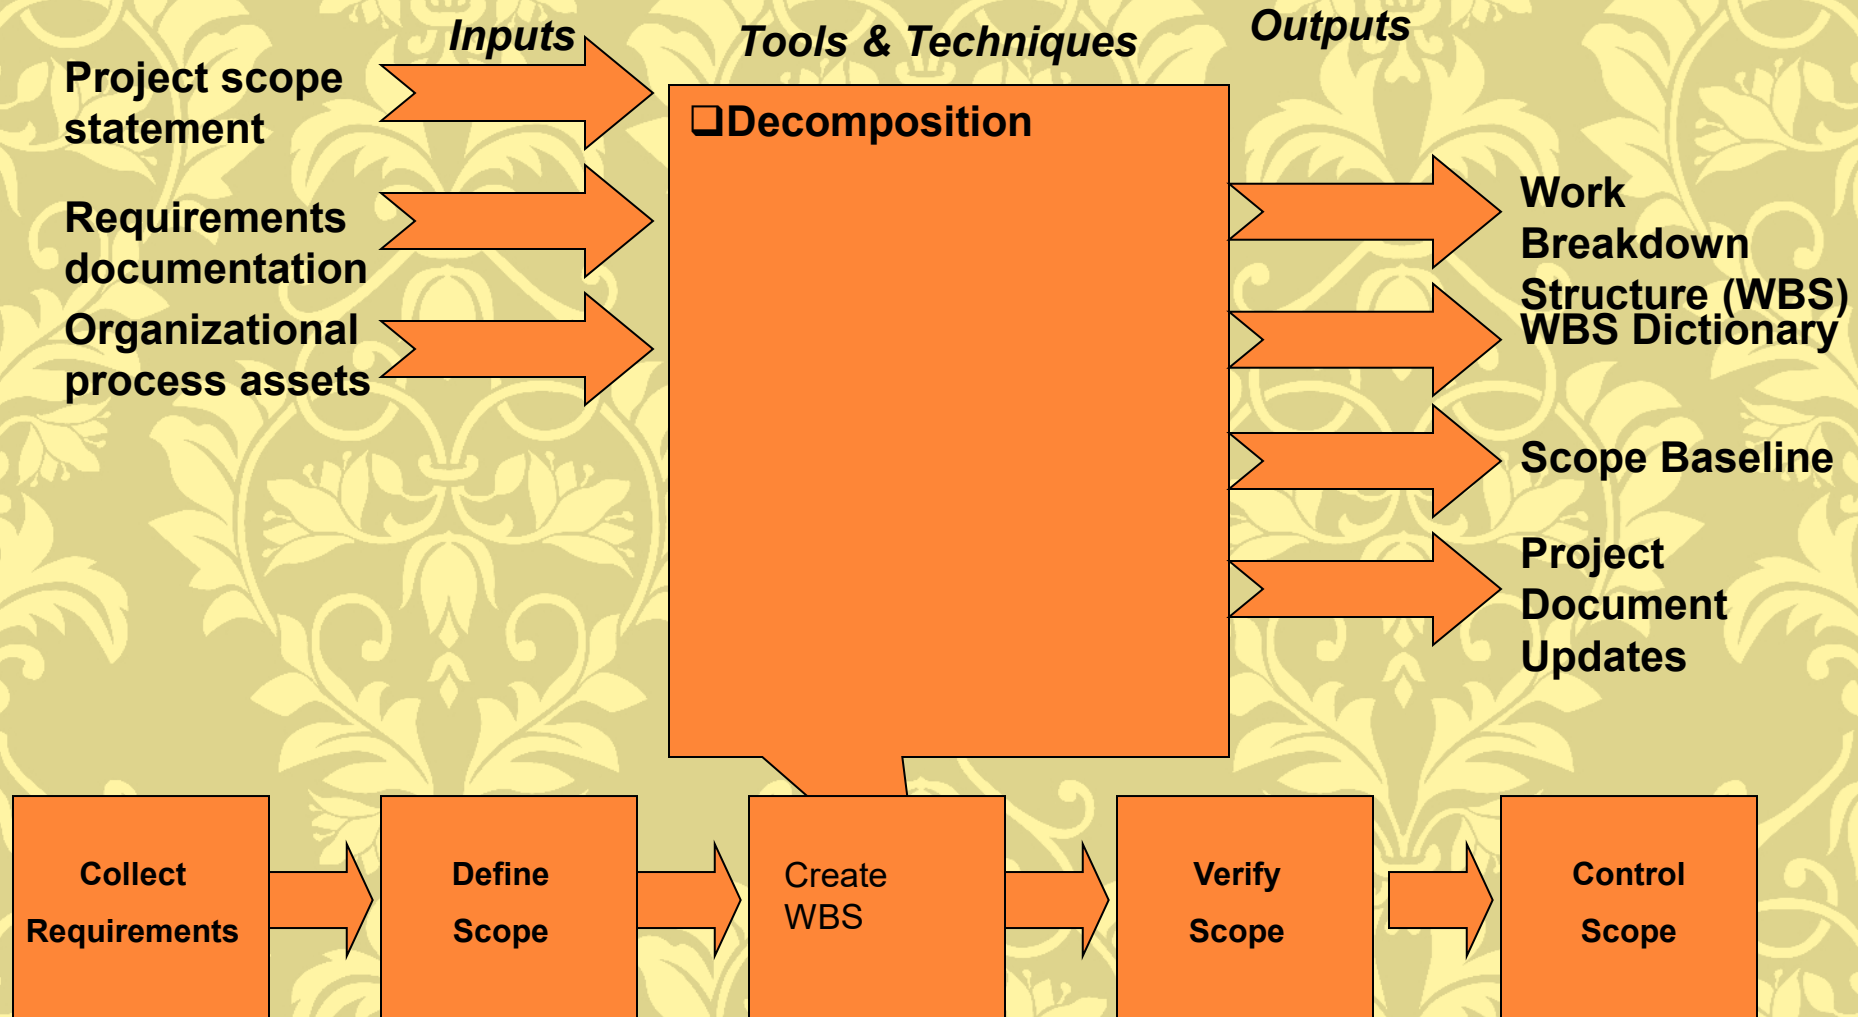 Inputs
Tools & Techniques
Outputs
Project scope
statement
Requirements
documentation
Organizational
process assets
❑Decomposition
Work
Breakdown
Structure (WBS)
WBS Dictionary
Scope Baseline
Project
Document
Updates
Collect
Requirements
Define
Scope
Create
WBS
Verify
Scope
Control
Scope